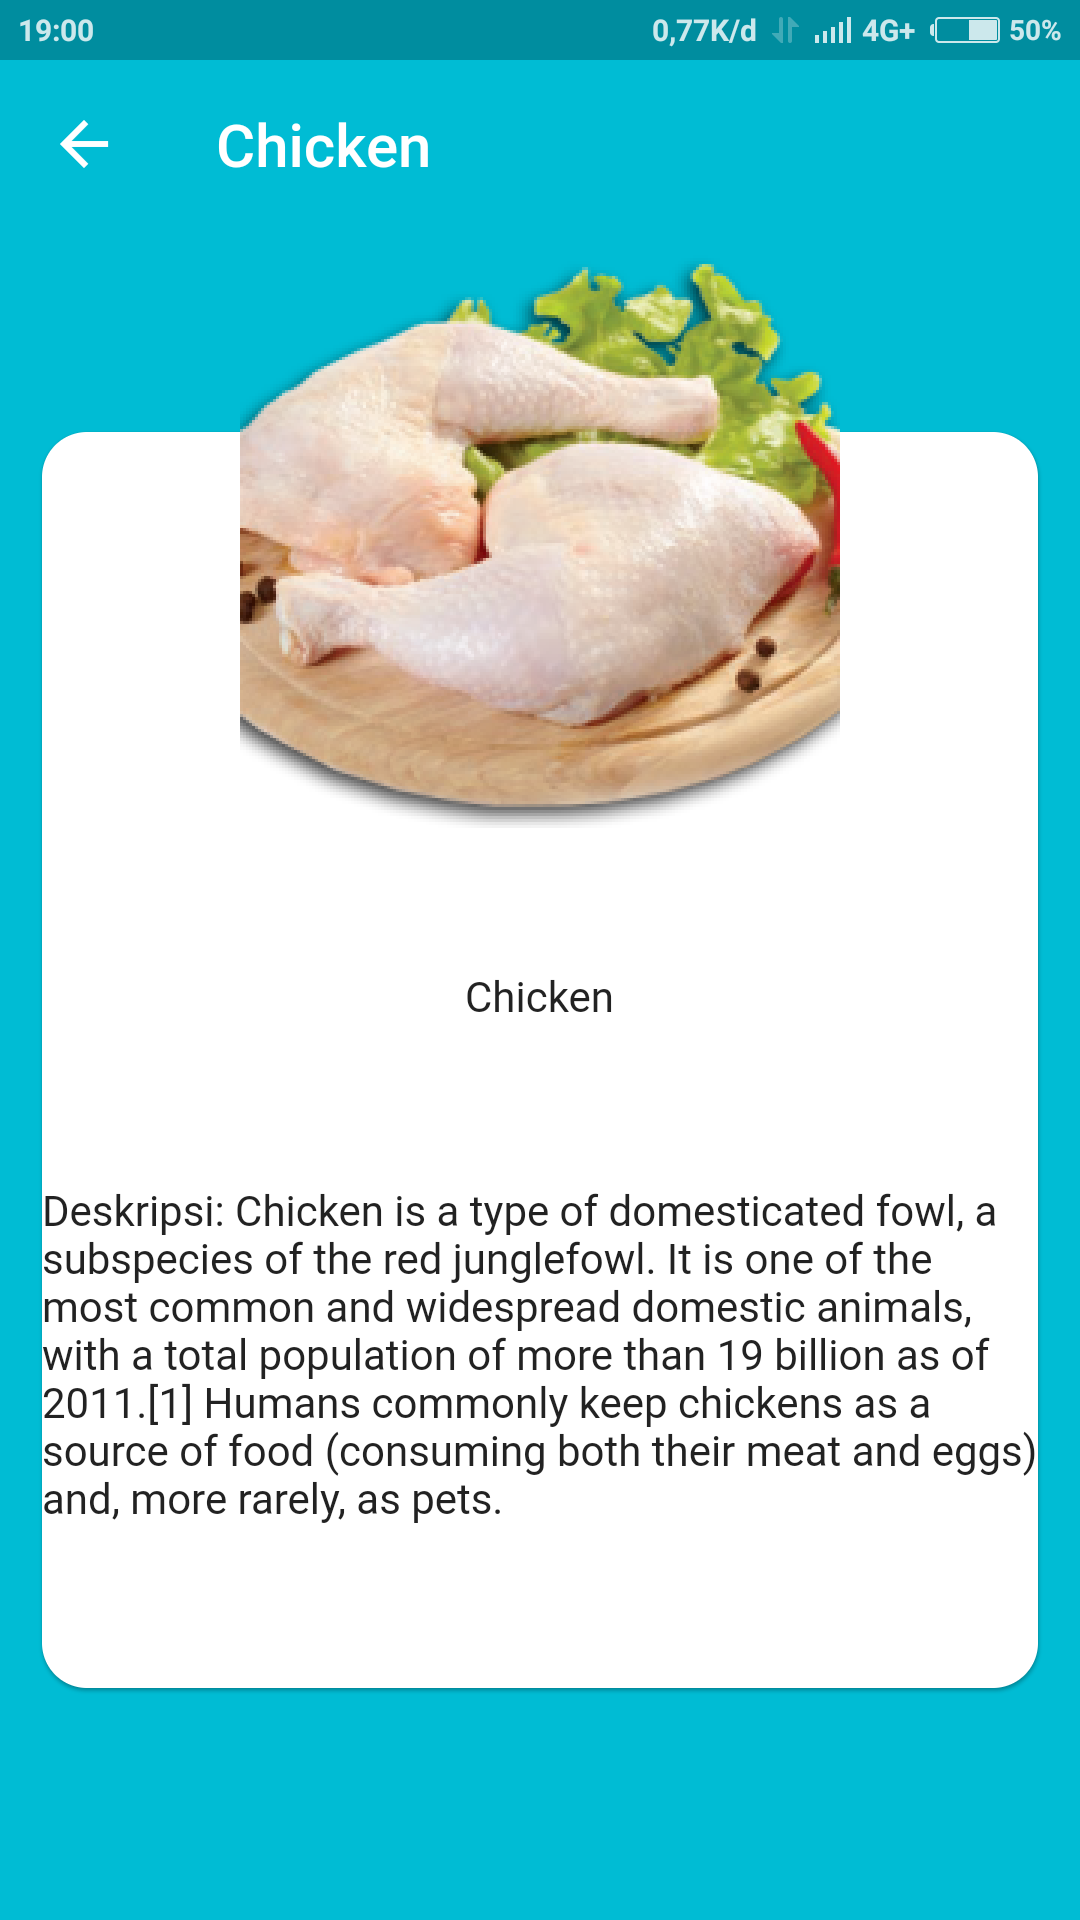 19:00 0,77K/d 4G+ 50%
Chicken
Chicken
Deskripsi: Chicken is a type of domesticated fowl, a
subspecies of the red junglefowl. It is one of the
most common and widespread domestic animals,
with a total population of more than 19 billion as of
2011.[1] Humans commonly keep chickens as a
source of food (consuming both their meat and eggs)
and, more rarely, as pets.